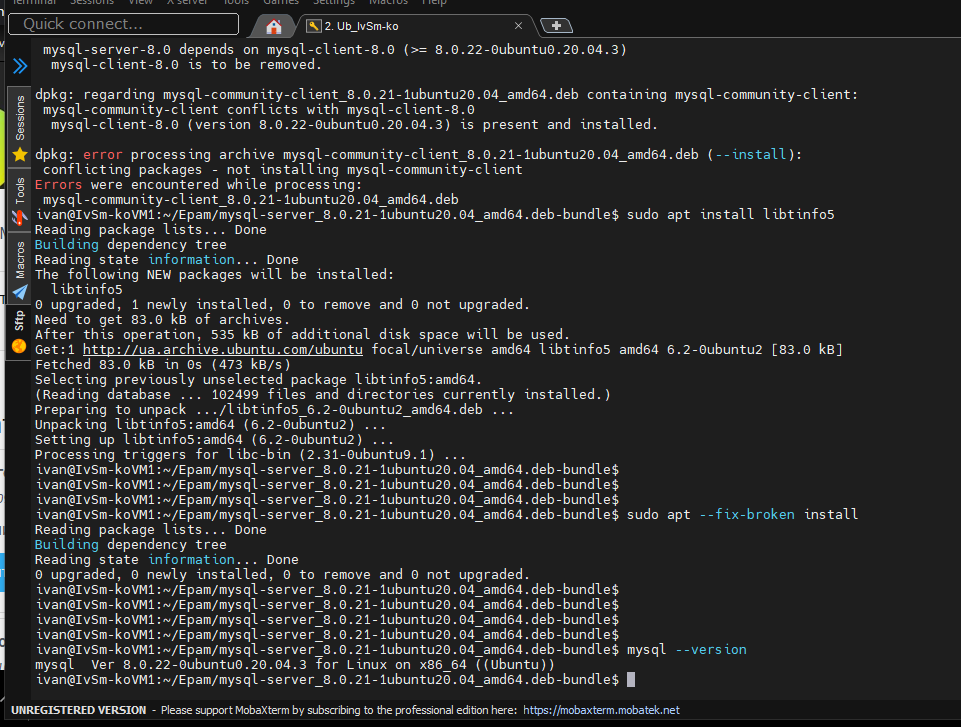 Terminal Sessions View X server Tools Games Settings Macros Help
Quick connect...
2. Ub_IvSm-ko
mysql-server-8.0 depends on mysql-client-8.0 (>= 8.0.22-0ubuntu0.20.04.3)
mysql-client-8.0 is to be removed.
dpkg: regarding mysql-community-client_8.0.21-1ubuntu20.04_amd64.deb containing mysql-community-client:
mysql-community-client conflicts with mysql-client-8.0
mysql-client-8.0 (version 8.0.22-0ubuntu0.20.04.3) is present and installed.
dpkg: error processing archive mysql-community-client_8.0.21-1ubuntu20.04_amd64.deb (--install):
conflicting packages - not installing mysql-community-client
Errors were encountered while processing:
mysql-community-client_8.0.21-1ubuntu20.04_amd64.deb
ivan@IvSm-koVM1:~/Epam/mysql-server_8.0.21-1ubuntu20.04_amd64.deb-bundle$ sudo apt install libtinfo5
Reading package lists... Done
Building dependency tree
Reading state information... Done
The following NEW packages will be installed:
libtinfo5
0 upgraded, 1 newly installed, 0 to remove and 0 not upgraded.
Need to get 83.0 kB of archives.
After this operation, 535 kB of additional disk space will be used.
Get:1 http://ua.archive.ubuntu.com/ubuntu focal/universe amd64 libtinfo5 amd64 6.2-0ubuntu2 [83.0 kB]
Fetched 83.0 kB in 0s (473 kB/s)
Selecting previously unselected package libtinfo5:amd64.
(Reading database ... 102499 files and directories currently installed.)
Preparing to unpack .../libtinfo5_6.2-0ubuntu2_amd64.deb ...
Unpacking libtinfo5:amd64 (6.2-0ubuntu2) ...
Setting up libtinfo5:amd64 (6.2-0ubuntu2) ...
Processing triggers for libc-bin (2.31-0ubuntu9.1) ...
ivan@IvSm-koVM1:~/Epam/mysql-server_8.0.21-1ubuntu20.04_amd64.deb-bundle$
ivan@IvSm-koVM1:~/Epam/mysql-server_8.0.21-1ubuntu20.04_amd64.deb-bundle$
ivan@IvSm-koVM1:~/Epam/mysql-server_8.0.21-1ubuntu20.04_amd64.deb-bundle$
ivan@IvSm-koVM1:~/Epam/mysql-server_8.0.21-1ubuntu20.04_amd64.deb-bundle$ sudo apt --fix-broken install
Reading package lists... Done
Building dependency tree
Reading state information... Done
0 upgraded, 0 newly installed, 0 to remove and 0 not upgraded.
ivan@IvSm-koVM1:~/Epam/mysql-server_8.0.21-1ubuntu20.04_amd64.deb-bundle$
ivan@IvSm-koVM1:~/Epam/mysql-server_8.0.21-1ubuntu20.04_amd64.deb-bundle$
ivan@IvSm-koVM1:~/Epam/mysql-server_8.0.21-1ubuntu20.04_amd64.deb-bundle$
ivan@IvSm-koVM1:~/Epam/mysql-server_8.0.21-1ubuntu20.04_amd64.deb-bundle$
ivan@IvSm-koVM1:~/Epam/mysql-server_8.0.21-1ubuntu20.04_amd64.deb-bundle$ mysql --version
mysql Ver 8.0.22-0ubuntu0.20.04.3 for Linux on x86_64 ((Ubuntu))
ivan@IvSm-koVM1:~/Epam/mysql-server_8.0.21-1ubuntu20.04_amd64.deb-bundle$
Sessions
Tools
Macros
Sftp
UNREGISTERED VERSION - Please support MobaXterm by subscribing to the professional edition here: https://mobaxterm.mobatek.net